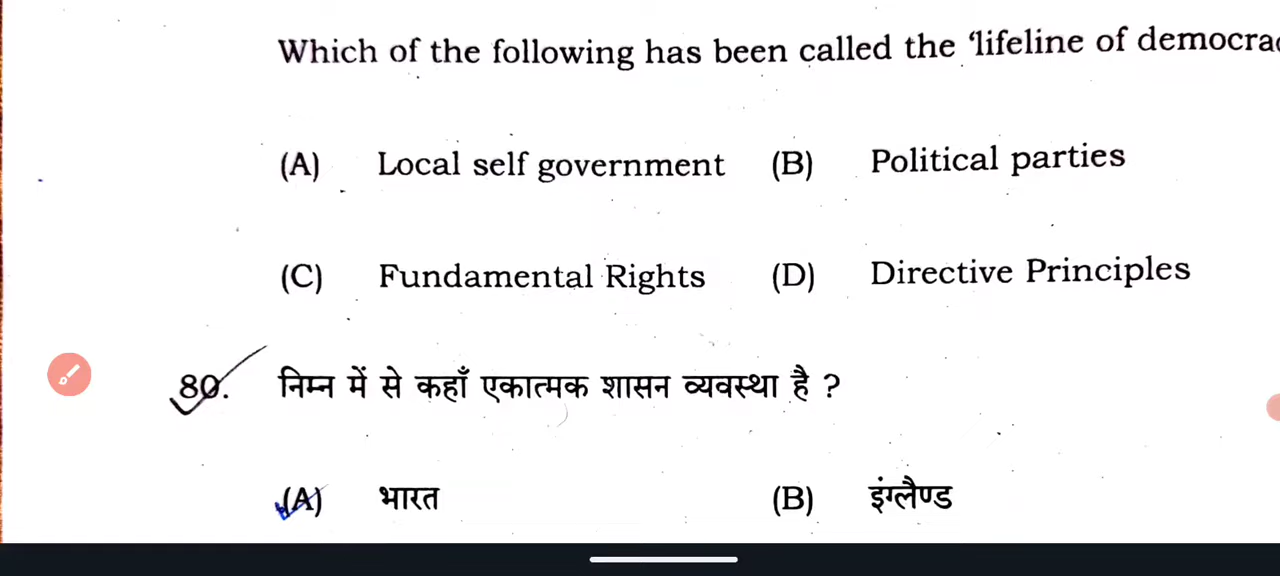 Which of the following has been called the 'lifeline of democra
(A) Local self government (B) Political parties
(C) Fundamental Rights (D) Directive Principles
80. निम्न में से कहाँ एकात्मक शासन व्यवस्था है ?
(A) भारत (B) इंग्लैण्ड